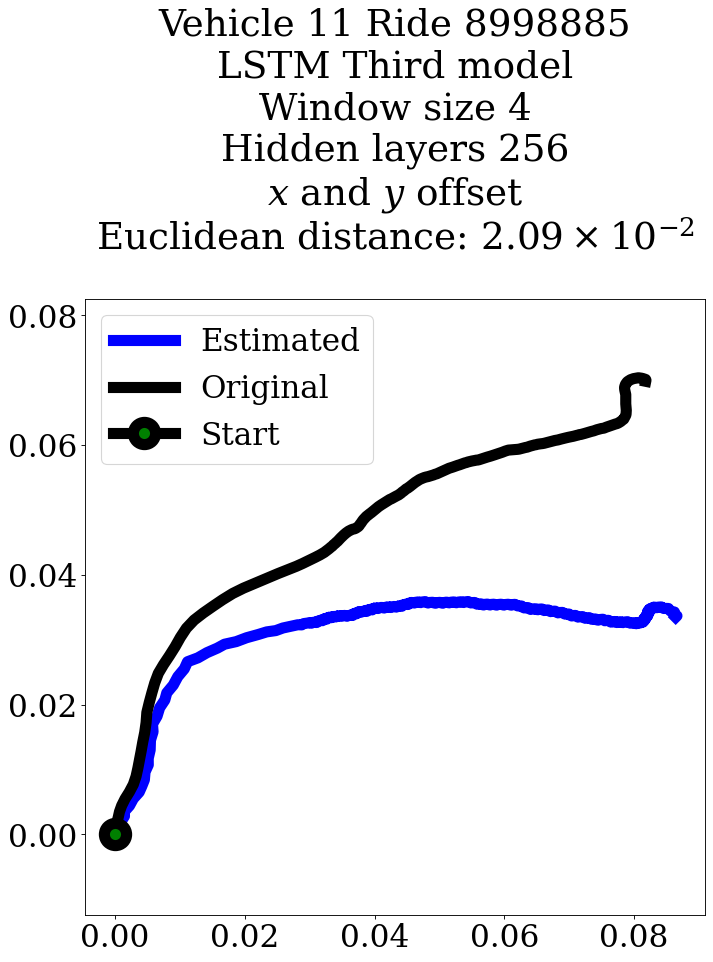 Vehicle 11 Ride 8998885
LSTM Third model
Window size 4
Hidden layers 256
x and y offset
Euclidean distance: 2.09 × 10⁻²
Estimated
Original
Start
0.08
0.06
0.04
0.02
0.00
0.00 0.02 0.04 0.06 0.08